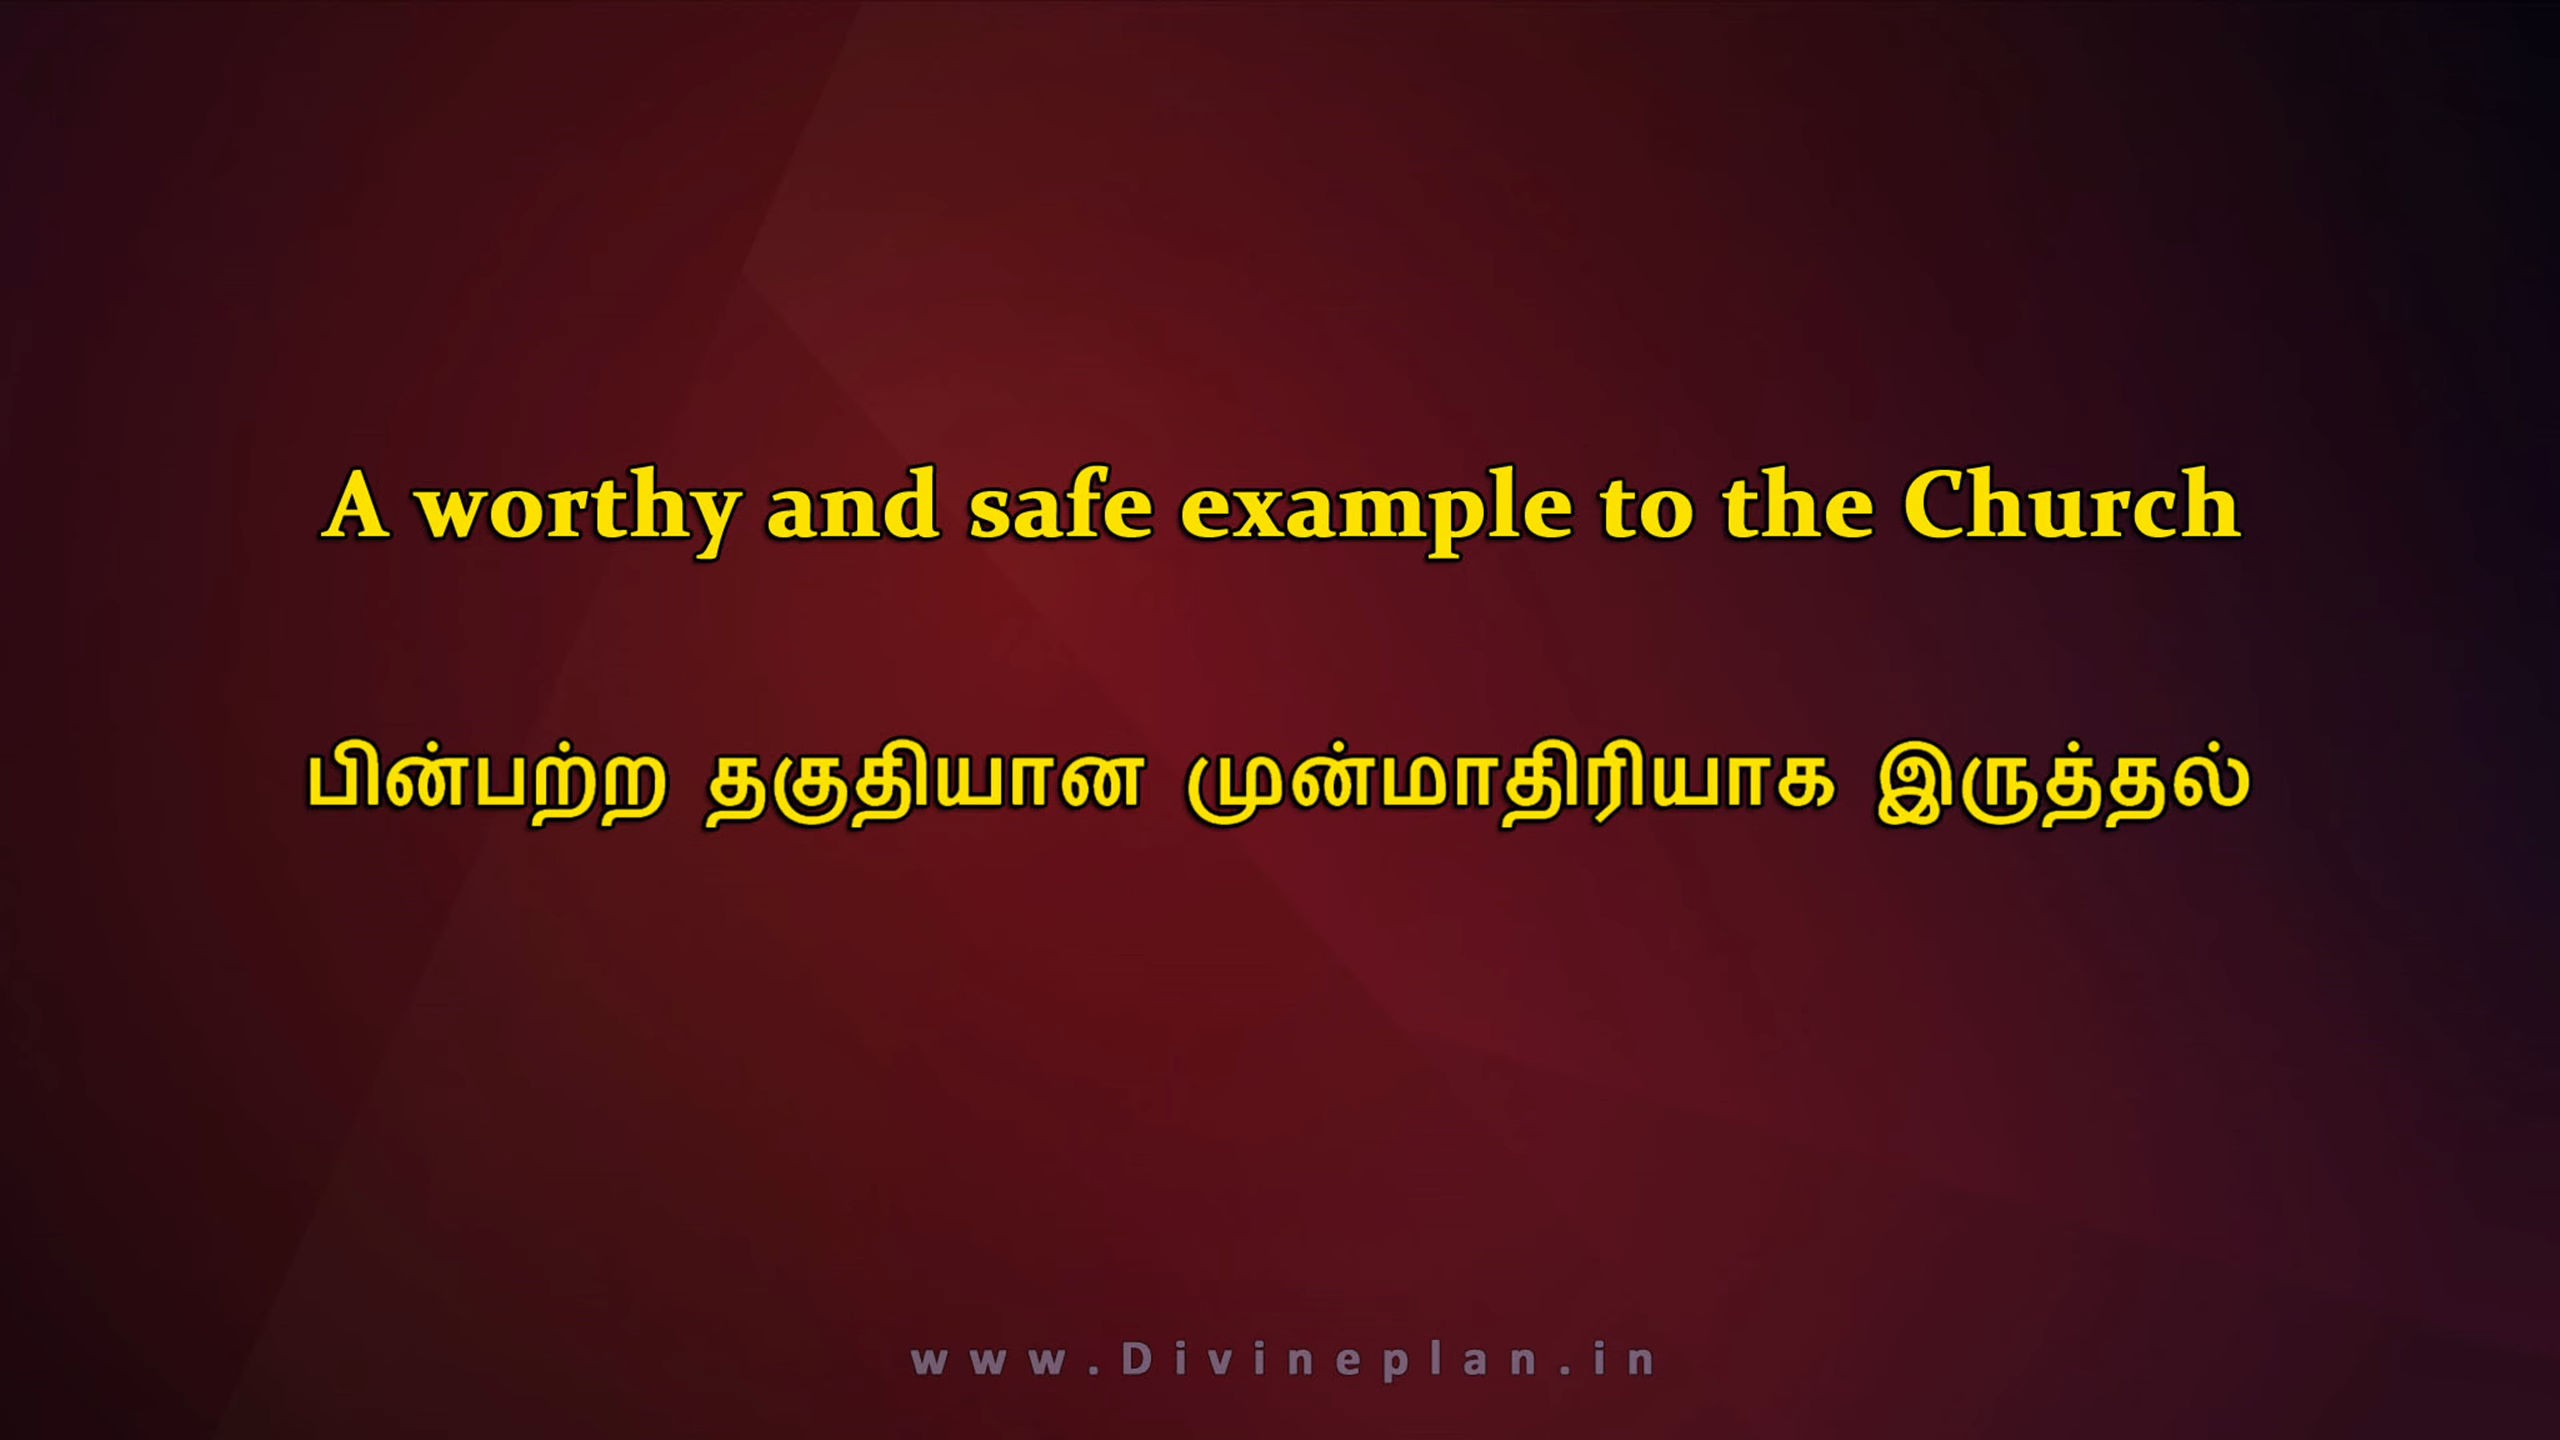 A worthy and safe example to the Church
பின்பற்ற தகுதியான முன்மாதிரியாக இருத்தல்
www.Divineplan.in